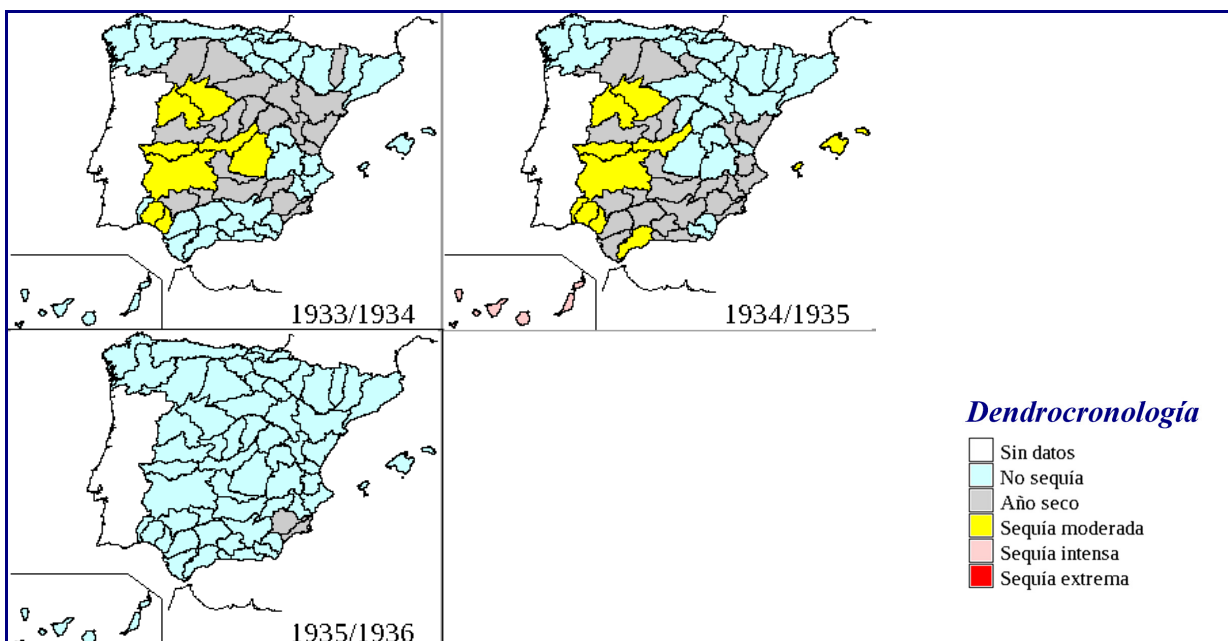 1933/1934
1934/1935
1935/1936
Dendrocronología
Sin datos
No sequía
Año seco
Sequía moderada
Sequía intensa
Sequía extrema